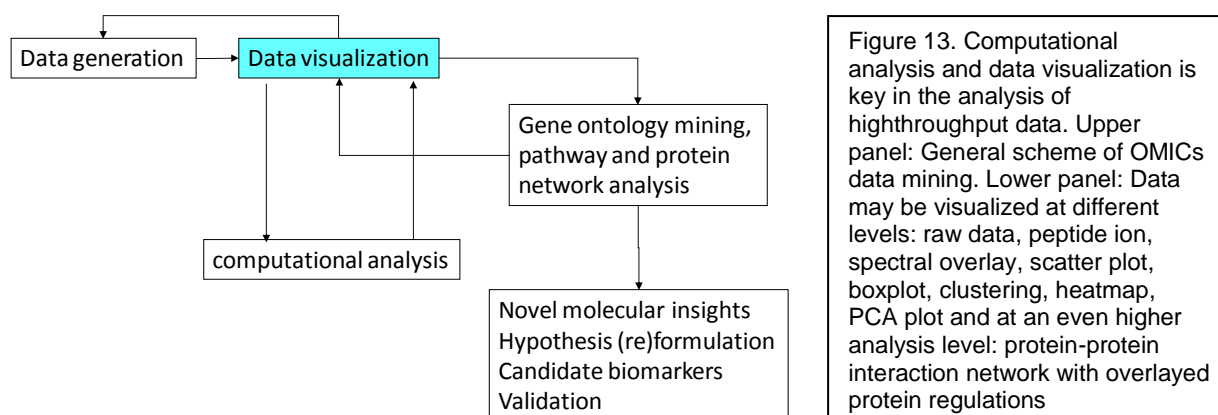 Data generation
Data visualization
Gene ontology mining,
pathway and protein
network analysis
computational analysis
Novel molecular insights
Hypothesis (re)formulation
Candidate biomarkers
Validation
Figure 13. Computational
analysis and data visualization is
key in the analysis of
highthroughput data. Upper
panel: General scheme of OMICs
data mining. Lower panel: Data
may be visualized at different
levels: raw data, peptide ion,
spectral overlay, scatter plot,
boxplot, clustering, heatmap,
PCA plot and at an even higher
analysis level: protein-protein
interaction network with overlayed
protein regulations